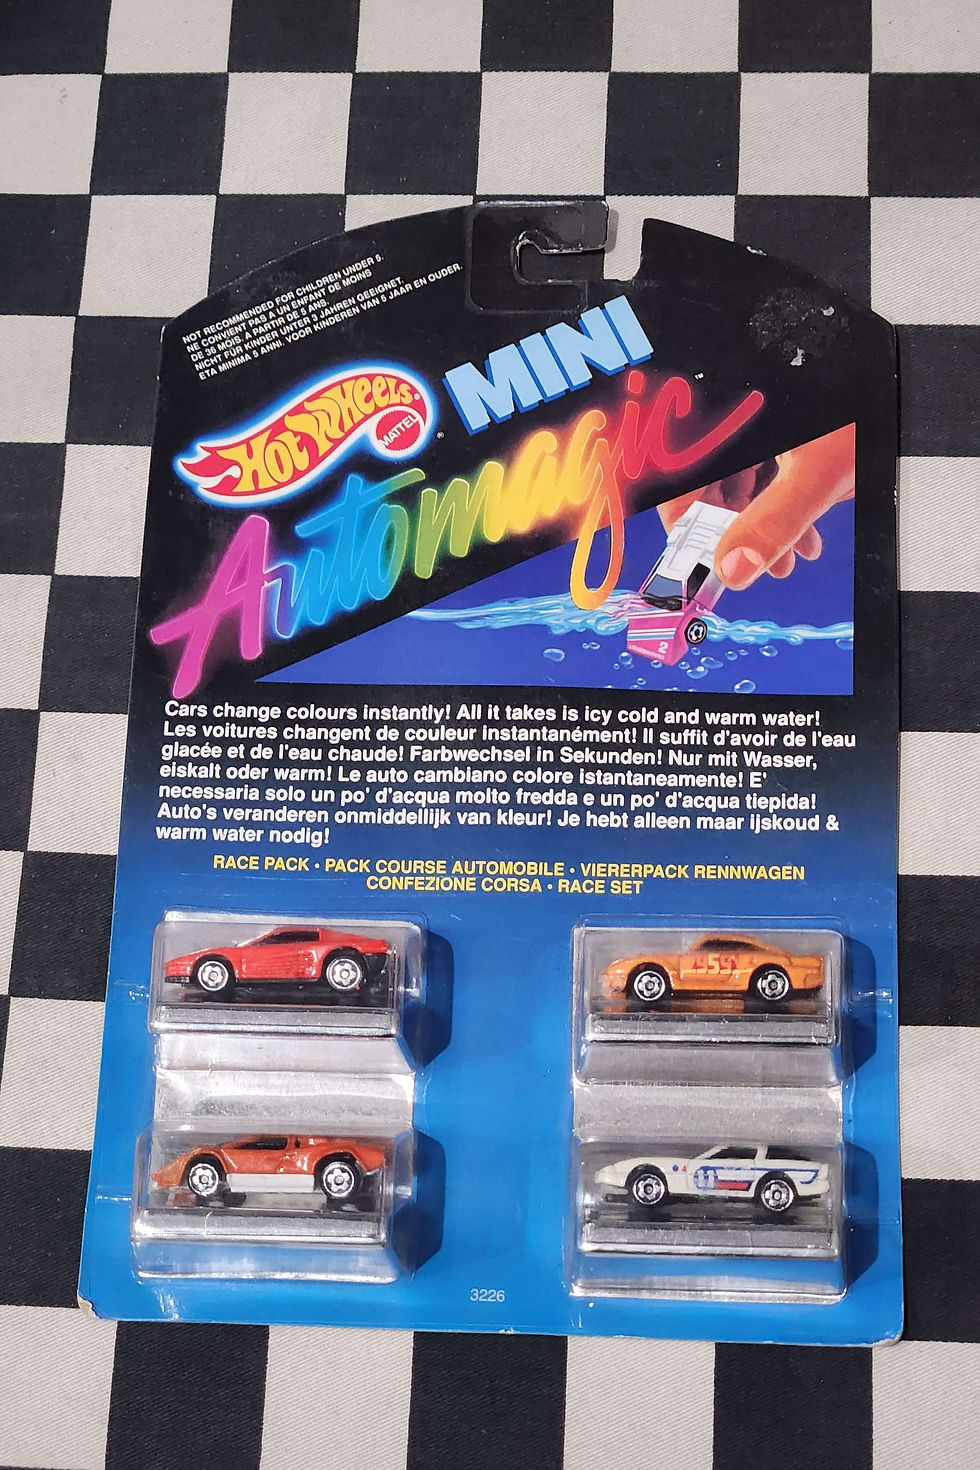 NOT RECOMMENDED FOR CHILDREN UNDER 5.
NE CONVIENT PAS A UN ENFANT DE MOINS
DE 36 MOIS. A PARTIR DE 5 ANS.
NICHT FÜR KINDER UNTER 3 JAHREN GEEIGNET.
ETA MINIMA 5 ANNI. VOOR KINDEREN VAN 5 JAAR EN OUDER.
HOT WHEELS®
MATTEL
®
MINI
Automagic™
2
Cars change colours instantly! All it takes is icy cold and warm water!
Les voitures changent de couleur instantanément! Il suffit d'avoir de l'eau
glacée et de l'eau chaude! Farbwechsel in Sekunden! Nur mit Wasser,
eiskalt oder warm! Le auto cambiano colore istantaneamente! E'
necessaria solo un po' d'acqua molto fredda e un po' d'acqua tiepida!
Auto's veranderen onmiddellijk van kleur! Je hebt alleen maar ijskoud &
warm water nodig!
RACE PACK • PACK COURSE AUTOMOBILE • VIERERPACK RENNWAGEN
CONFEZIONE CORSA • RACE SET
959
3226